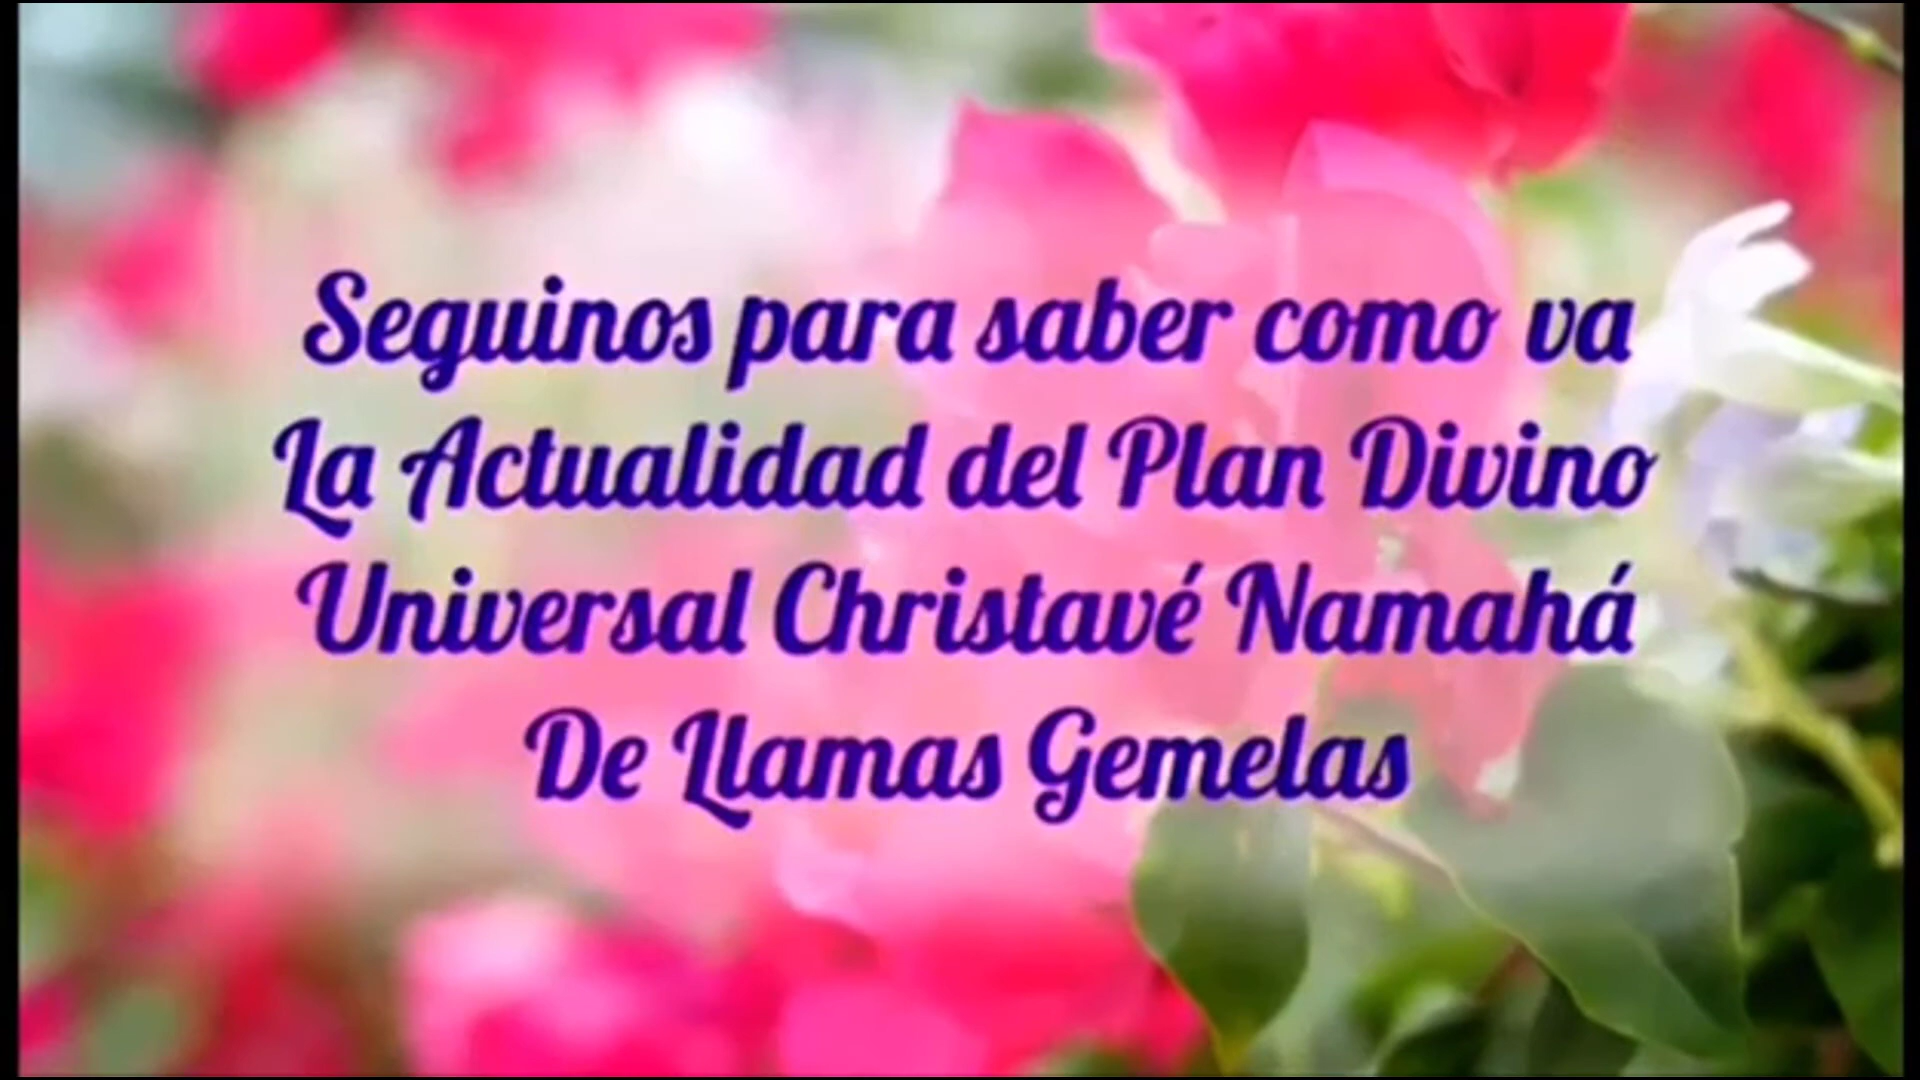 Seguinos para saber como va
La Actualidad del Plan Divino
Universal Christavé Namahá
De Llamas Gemelas